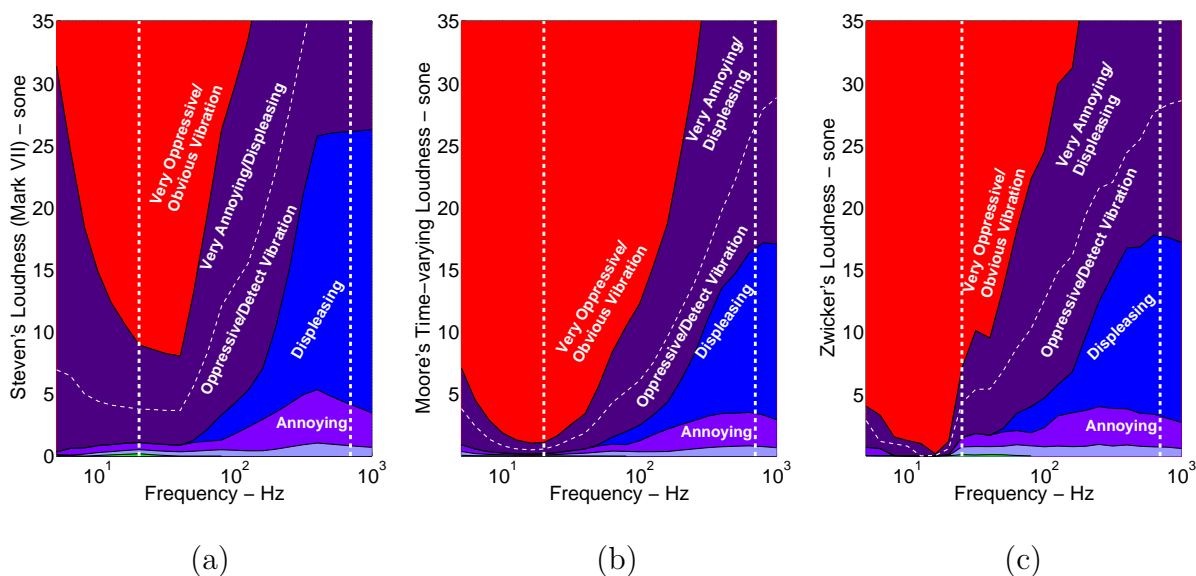 Steven's Loudness (Mark VII) – sone
35
30
25
20
15
10
5
0
Very Oppressive/
Obvious Vibration
Very Annoying/Displeasing
Oppressive/Detect Vibration
Displeasing
Annoying
10^1
10^2
10^3
Frequency – Hz
(a)
Moore's Time–varying Loudness – sone
35
30
25
20
15
10
5
Very Oppressive/
Obvious Vibration
Very Annoying/
Displeasing
Oppressive/Detect Vibration
Displeasing
Annoying
10^1
10^2
10^3
Frequency – Hz
(b)
Zwicker's Loudness – sone
35
30
25
20
15
10
5
0
Very Oppressive/
Obvious Vibration
Very Annoying/
Displeasing
Oppressive/Detect Vibration
Displeasing
Annoying
10^1
10^2
10^3
Frequency – Hz
(c)